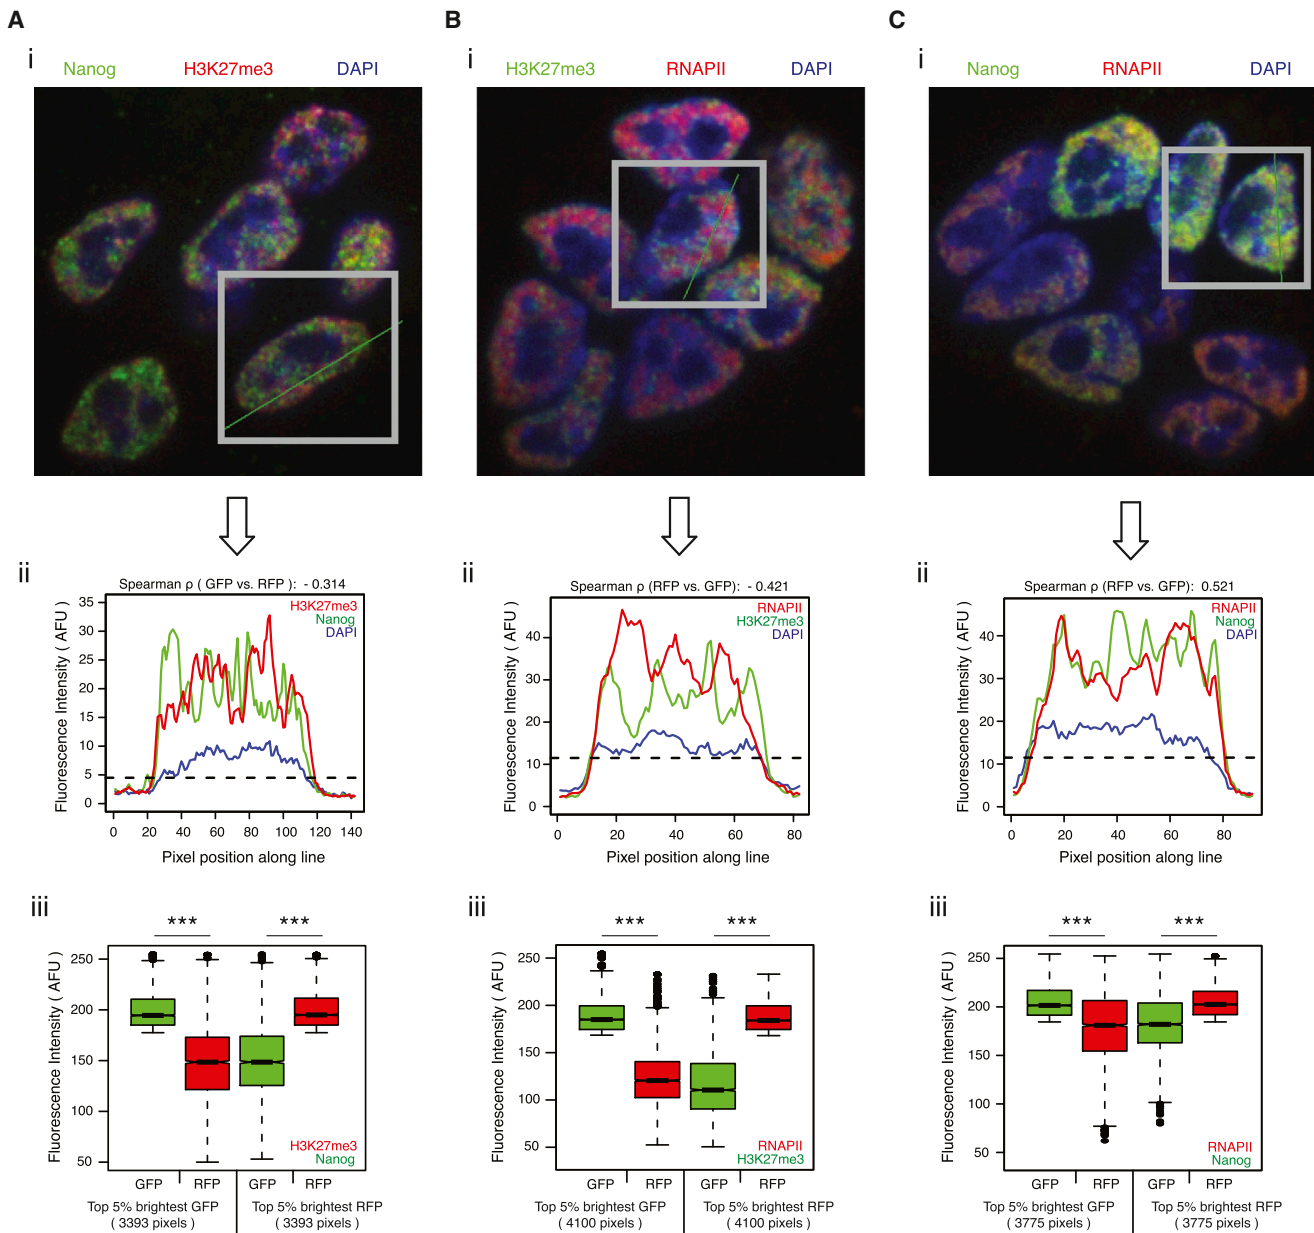 A
B
C
i
Nanog H3K27me3 DAPI
i
H3K27me3 RNAPII DAPI
i
Nanog RNAPII DAPI
ii
Spearman ρ ( GFP vs. RFP ): - 0.314
H3K27me3
Nanog
DAPI
Fluorescence Intensity ( AFU )
35
30
25
20
15
10
5
0
0 20 40 60 80 100 120 140
Pixel position along line
ii
Spearman ρ (RFP vs. GFP): - 0.421
RNAPII
H3K27me3
DAPI
Fluorescence Intensity ( AFU )
40
30
20
10
0
0 20 40 60 80
Pixel position along line
ii
Spearman ρ (RFP vs. GFP): 0.521
RNAPII
Nanog
DAPI
Fluorescence Intensity ( AFU )
40
30
20
10
0
0 20 40 60 80
Pixel position along line
iii
*** ***
Fluorescence Intensity ( AFU )
250
200
150
100
50
H3K27me3
Nanog
GFP RFP GFP RFP
Top 5% brightest GFP Top 5% brightest RFP
( 3393 pixels ) ( 3393 pixels )
iii
*** ***
Fluorescence Intensity ( AFU )
250
200
150
100
50
RNAPII
H3K27me3
GFP RFP GFP RFP
Top 5% brightest GFP Top 5% brightest RFP
( 4100 pixels ) ( 4100 pixels )
iii
*** ***
Fluorescence Intensity ( AFU )
250
200
150
100
50
RNAPII
Nanog
GFP RFP GFP RFP
Top 5% brightest GFP Top 5% brightest RFP
( 3775 pixels ) ( 3775 pixels )